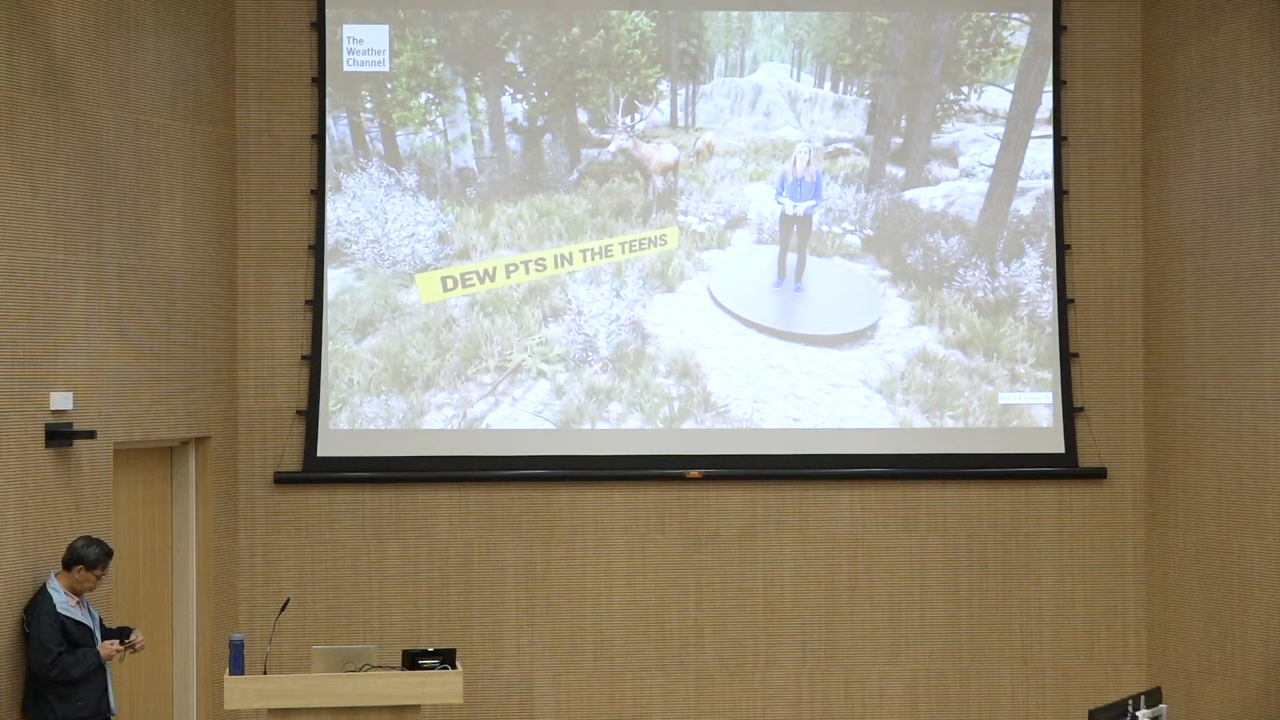 The
Weather
Channel
DEW PTS IN THE TEENS